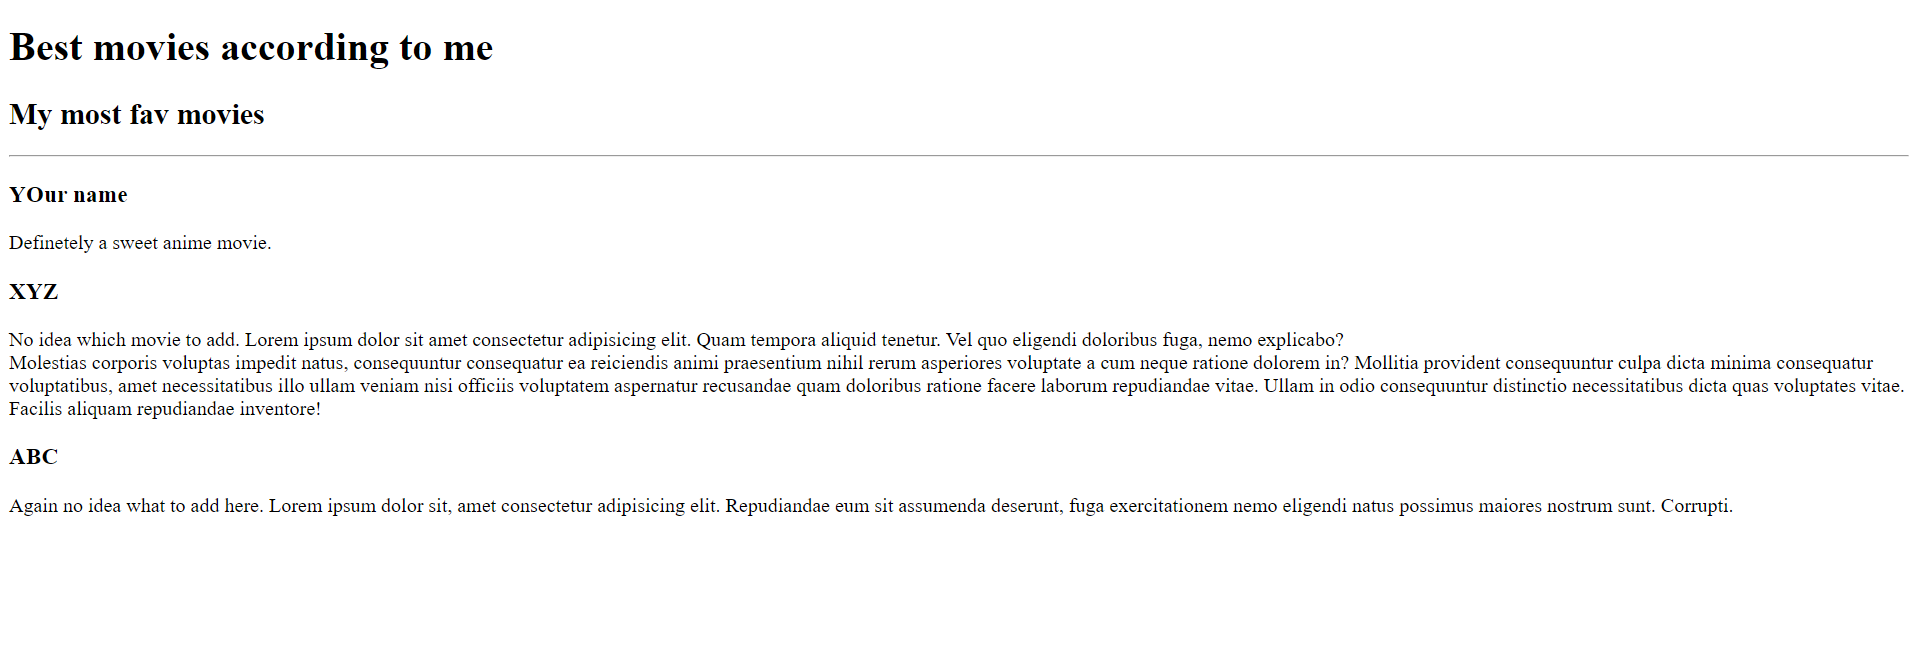 Best movies according to me
My most fav movies
YOur name
Definetely a sweet anime movie.
XYZ
No idea which movie to add. Lorem ipsum dolor sit amet consectetur adipisicing elit. Quam tempora aliquid tenetur. Vel quo eligendi doloribus fuga, nemo explicabo?
Molestias corporis voluptas impedit natus, consequuntur consequatur ea reiciendis animi praesentium nihil rerum asperiores voluptate a cum neque ratione dolorem in? Mollitia provident consequuntur culpa dicta minima consequatur
voluptatibus, amet necessitatibus illo ullam veniam nisi officiis voluptatem aspernatur recusandae quam doloribus ratione facere laborum repudiandae vitae. Ullam in odio consequuntur distinctio necessitatibus dicta quas voluptates vitae.
Facilis aliquam repudiandae inventore!
ABC
Again no idea what to add here. Lorem ipsum dolor sit, amet consectetur adipisicing elit. Repudiandae eum sit assumenda deserunt, fuga exercitationem nemo eligendi natus possimus maiores nostrum sunt. Corrupti.